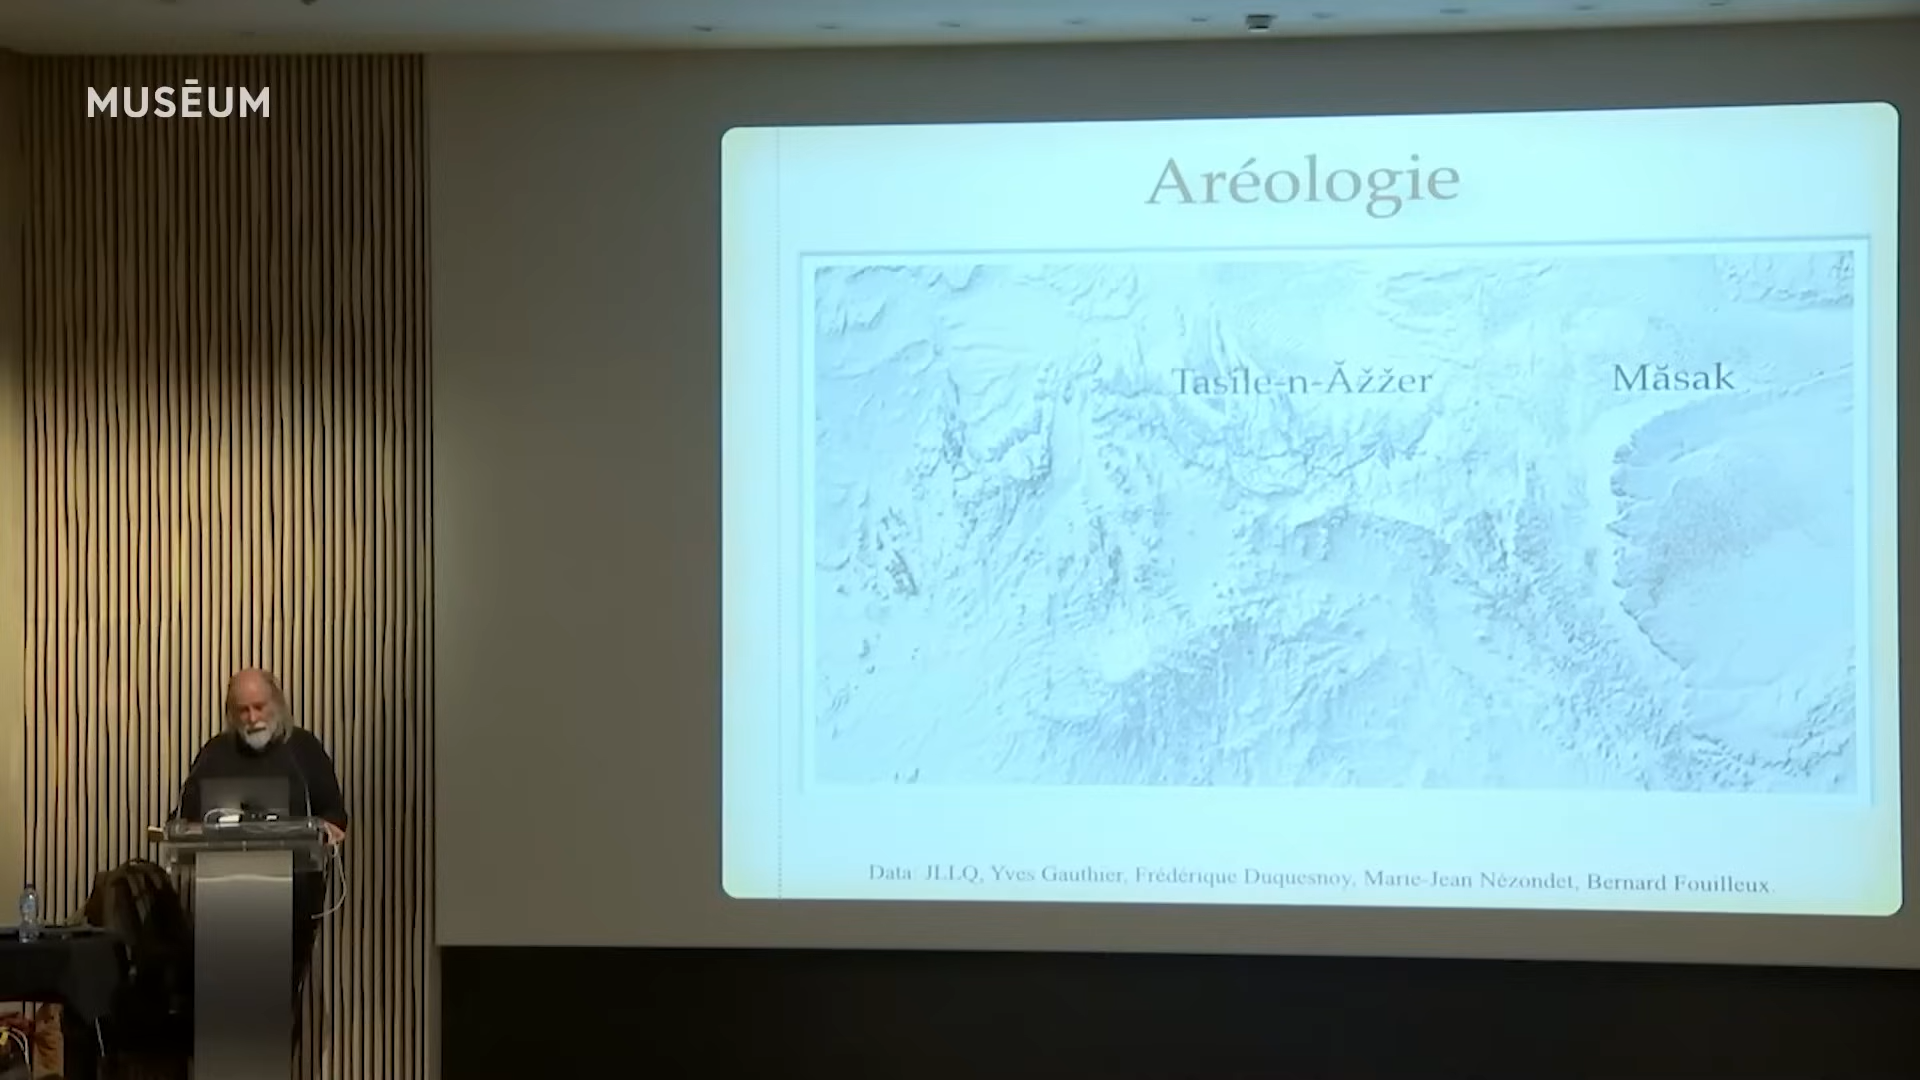 MUSĒUM
Aréologie
Tasîle-n-Ăžžer
Măsak
Data: JLLQ, Yves Gauthier, Frédérique Duquesnoy, Marie-Jean Nézondet, Bernard Fouilleux.